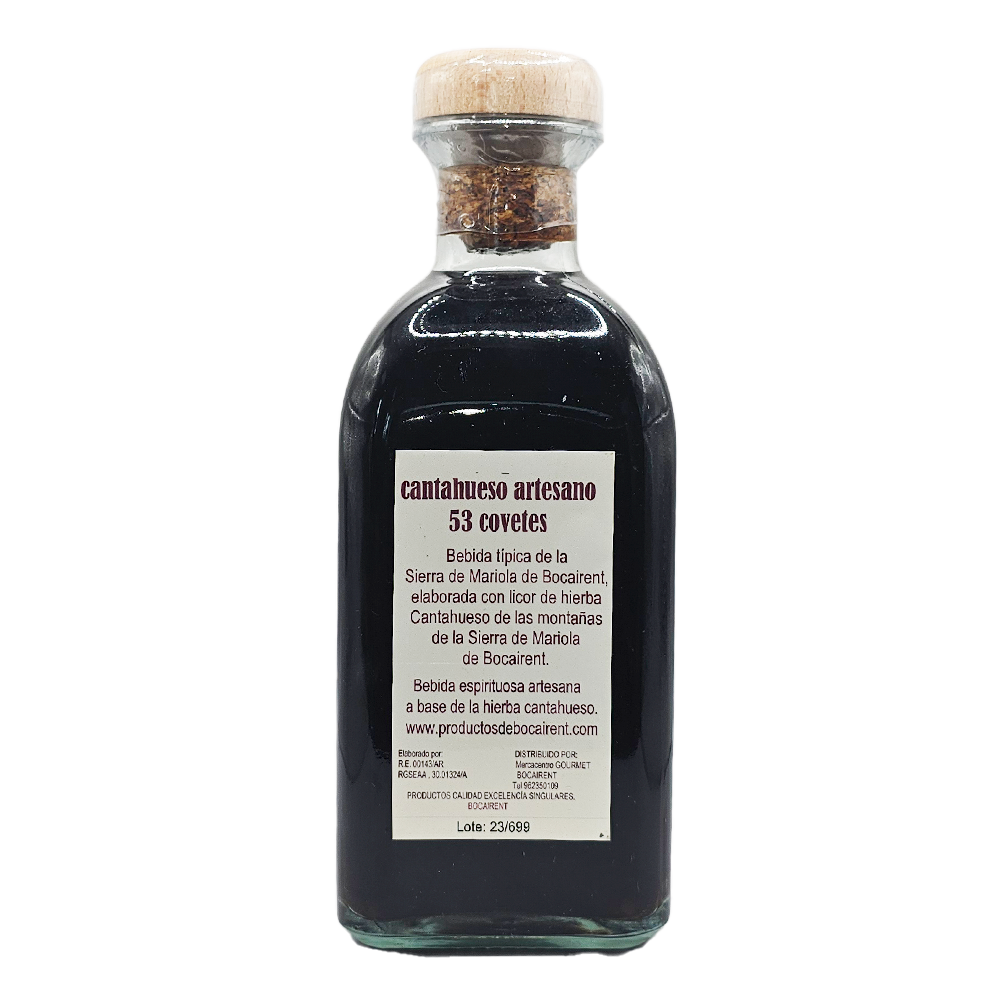 cantahueso artesano
53 covetes
Bebida típica de la
Sierra de Mariola de Bocairent,
elaborada con licor de hierba
Cantahueso de las montañas
de la Sierra de Mariola
de Bocairent.
Bebida espirituosa artesana
a base de la hierba cantahueso.
www.productosdebocairent.com
Elaborado por:
R.E. 00143/AR
RGSEAA , 30.01324/A
DISTRIBUIDO POR:
Mercacentro GOURMET
BOCAIRENT
Tel 962350109
PRODUCTOS CALIDAD EXCELENCÍA SINGULARES,
BOCAIRENT
Lote: 23/699